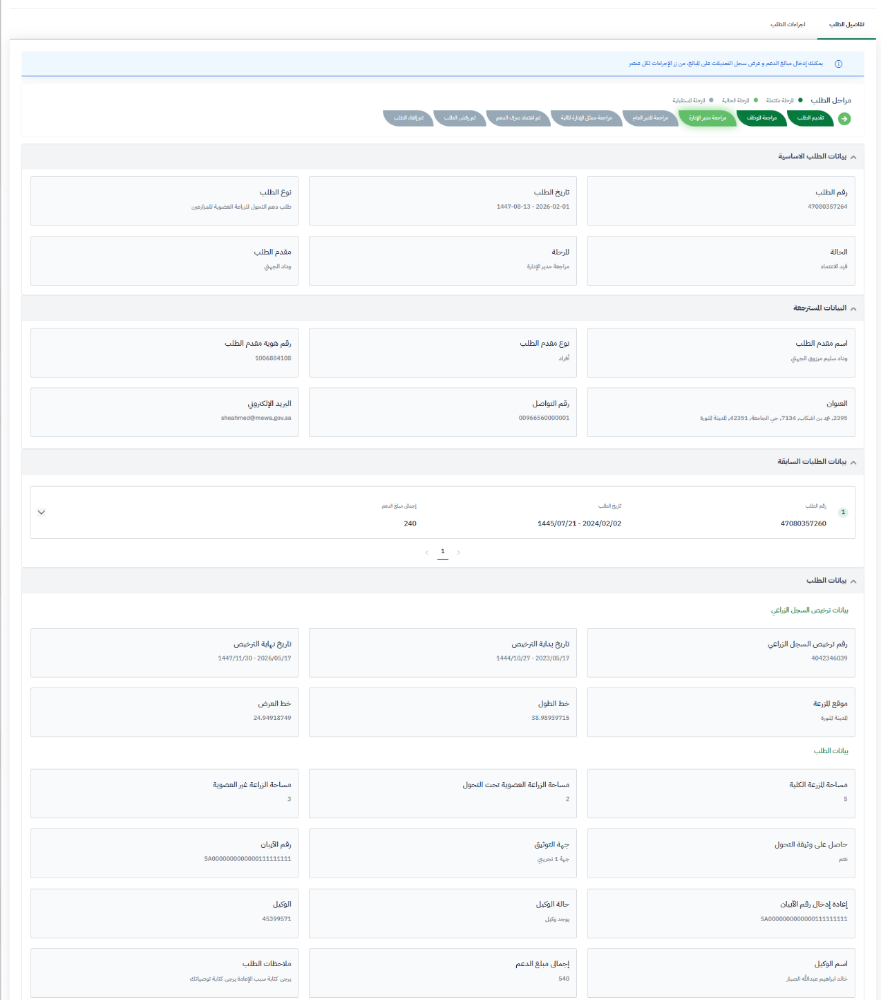 تفاصيل الطلب
اجراءات الطلب
يمكنك إدخال مبالغ الدعم و عرض سجل التعديلات على المبالغ، من زر الإجراءات لكل عنصر
مراحل الطلب
المرحلة مكتملة
المرحلة الحالية
المرحلة المستقبلية
تقديم الطلب
مراجعة الموظف
مراجعة مدير الإدارة
مراجعة المدير العام
مراجعة ممثل الإدارة المالية
تم اعتماد صرف الدعم
تم رفض الطلب
تم إلغاء الطلب
بيانات الطلب الاساسية
رقم الطلب
47080357264
تاريخ الطلب
1447-08-13 - 2026-02-01
نوع الطلب
طلب دعم التحول للزراعة العضوية للمزارعين
الحالة
قيد الاعتماد
المرحلة
مراجعة مدير الإدارة
مقدم الطلب
وداد الجهني
البيانات المسترجعة
اسم مقدم الطلب
وداد سليم مرزوق الجهني
نوع مقدم الطلب
أفراد
رقم هوية مقدم الطلب
1006884108
العنوان
2395, محمد بن اشكاب, 7134, حي الجامعة, 42351, المدينة المنورة
رقم التواصل
00966560000001
البريد الإلكتروني
sheahmed@mewa.gov.sa
بيانات الطلبات السابقة
1
رقم الطلب
47080357260
تاريخ الطلب
1445/07/21 - 2024/02/02
إجمالى مبلغ الدعم
240
1
بيانات الطلب
بيانات ترخيص السجل الزراعي
رقم ترخيص السجل الزراعي
4042346039
تاريخ بداية الترخيص
1444/10/27 - 2023/05/17
تاريخ نهاية الترخيص
1447/11/30 - 2026/05/17
موقع المزرعة
المدينة المنورة
خط الطول
38.98939715
خط العرض
24.94918749
بيانات الطلب
مساحة المزرعة الكلية
5
مساحة الزراعة العضوية تحت التحول
2
مساحة الزراعة غير العضوية
3
حاصل على وثيقة التحول
نعم
جهة التوثيق
جهة 1 تجريبي
رقم الآيبان
SA0000000000000111111111
إعادة إدخال رقم الآيبان
SA0000000000000111111111
حالة الوكيل
يوجد وكيل
الوكيل
45399571
اسم الوكيل
خالد ابراهيم عبدالله الصبار
إجمالى مبلغ الدعم
540
ملاحظات الطلب
يرجى كتابة سبب الإعادة يرجى كتابة توصياتك